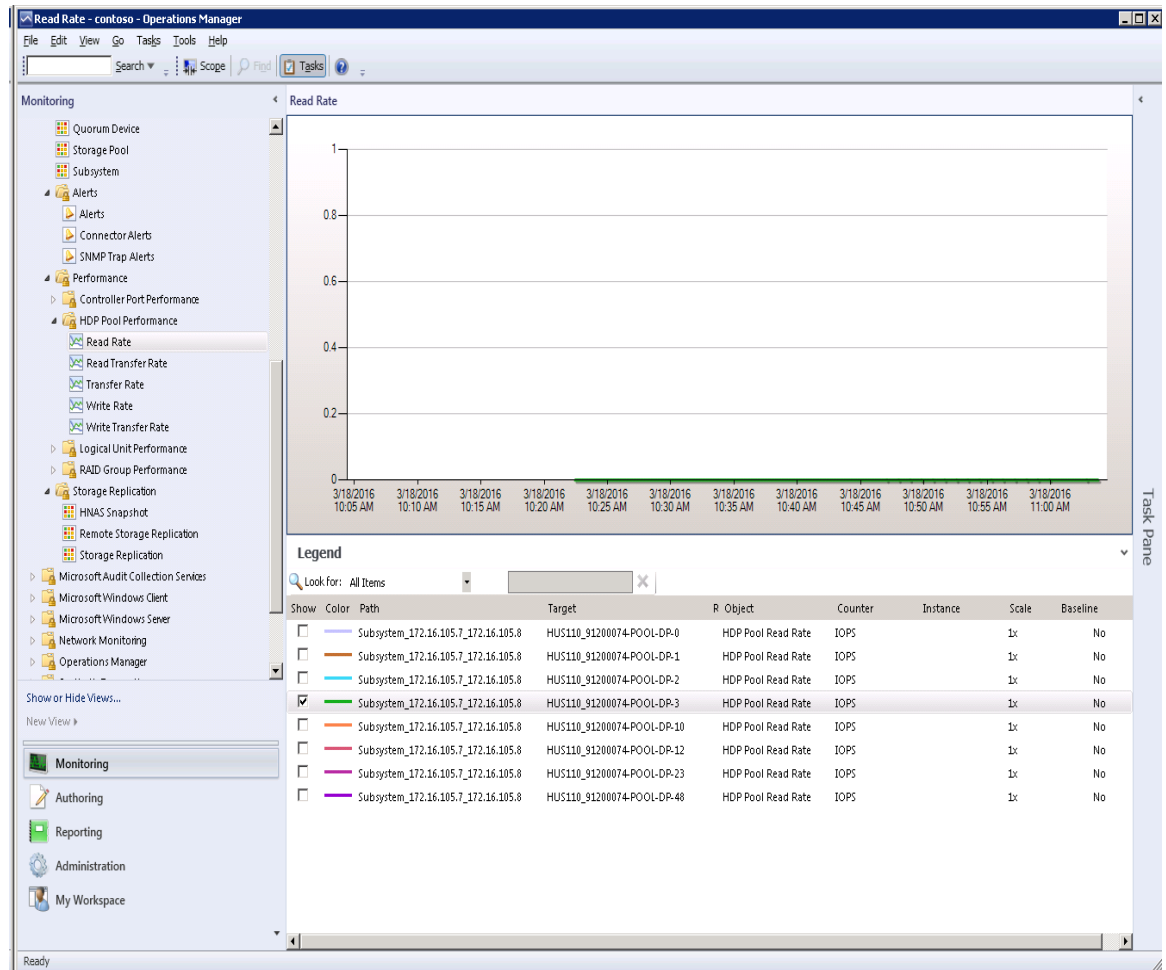 Read Rate - contoso - Operations Manager
File Edit View Go Tasks Tools Help
Search Scope Find Tasks
Monitoring
Quorum Device
Storage Pool
Subsystem
Alerts
Alerts
Connector Alerts
SNMP Trap Alerts
Performance
Controller Port Performance
HDP Pool Performance
Read Rate
Read Transfer Rate
Transfer Rate
Write Rate
Write Transfer Rate
Logical Unit Performance
RAID Group Performance
Storage Replication
HNAS Snapshot
Remote Storage Replication
Storage Replication
Microsoft Audit Collection Services
Microsoft Windows Client
Microsoft Windows Server
Network Monitoring
Operations Manager
Show or Hide Views...
New View
Monitoring
Authoring
Reporting
Administration
My Workspace
Read Rate
1
0.8
0.6
0.4
0.2
0
3/18/2016 3/18/2016 3/18/2016 3/18/2016 3/18/2016 3/18/2016 3/18/2016 3/18/2016 3/18/2016 3/18/2016 3/18/2016 3/18/2016
10:05 AM 10:10 AM 10:15 AM 10:20 AM 10:25 AM 10:30 AM 10:35 AM 10:40 AM 10:45 AM 10:50 AM 10:55 AM 11:00 AM
Legend
Look for: All Items
Show Color Path Target R Object Counter Instance Scale Baseline
Subsystem_172.16.105.7_172.16.105.8 HUS110_91200074-POOL-DP-0 HDP Pool Read Rate IOPS 1x No
Subsystem_172.16.105.7_172.16.105.8 HUS110_91200074-POOL-DP-1 HDP Pool Read Rate IOPS 1x No
Subsystem_172.16.105.7_172.16.105.8 HUS110_91200074-POOL-DP-2 HDP Pool Read Rate IOPS 1x No
Subsystem_172.16.105.7_172.16.105.8 HUS110_91200074-POOL-DP-3 HDP Pool Read Rate IOPS 1x No
Subsystem_172.16.105.7_172.16.105.8 HUS110_91200074-POOL-DP-10 HDP Pool Read Rate IOPS 1x No
Subsystem_172.16.105.7_172.16.105.8 HUS110_91200074-POOL-DP-12 HDP Pool Read Rate IOPS 1x No
Subsystem_172.16.105.7_172.16.105.8 HUS110_91200074-POOL-DP-23 HDP Pool Read Rate IOPS 1x No
Subsystem_172.16.105.7_172.16.105.8 HUS110_91200074-POOL-DP-48 HDP Pool Read Rate IOPS 1x No
Task Pane
Ready